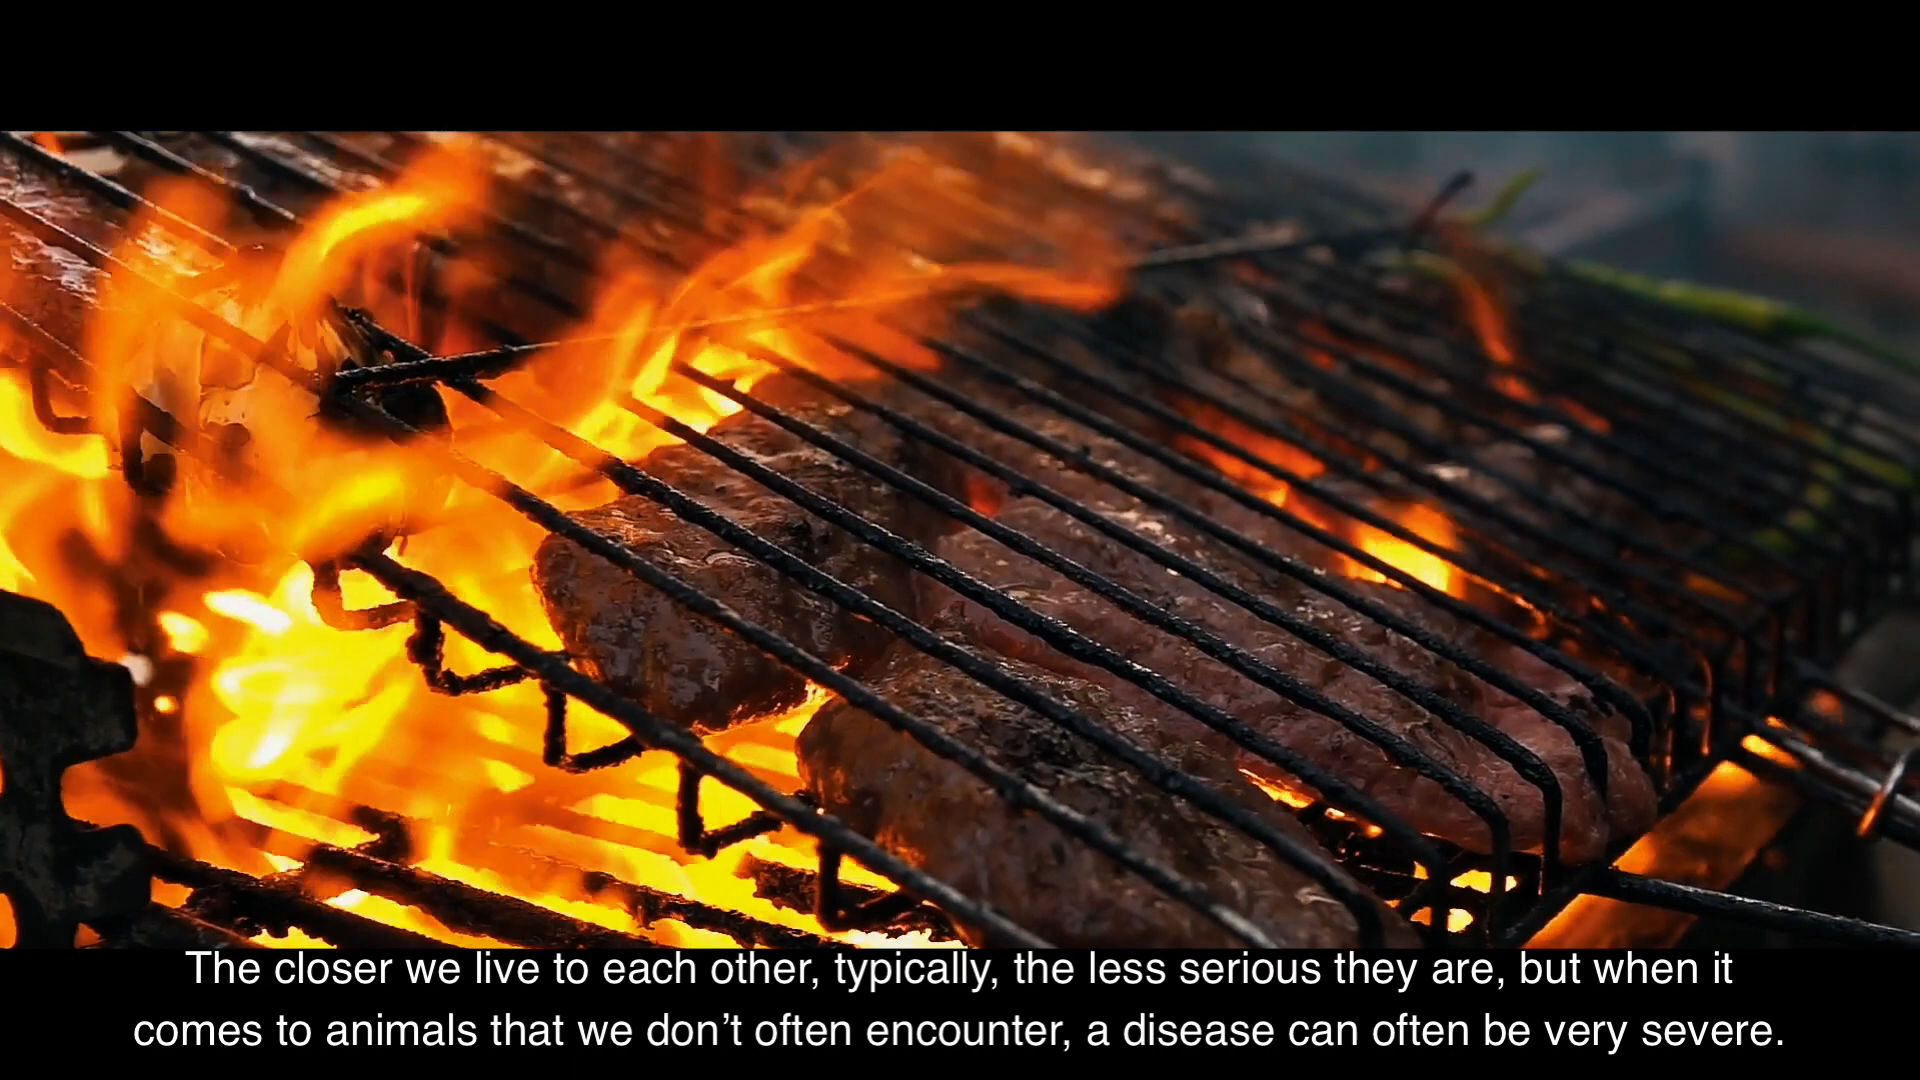 The closer we live to each other, typically, the less serious they are, but when it
comes to animals that we don’t often encounter, a disease can often be very severe.